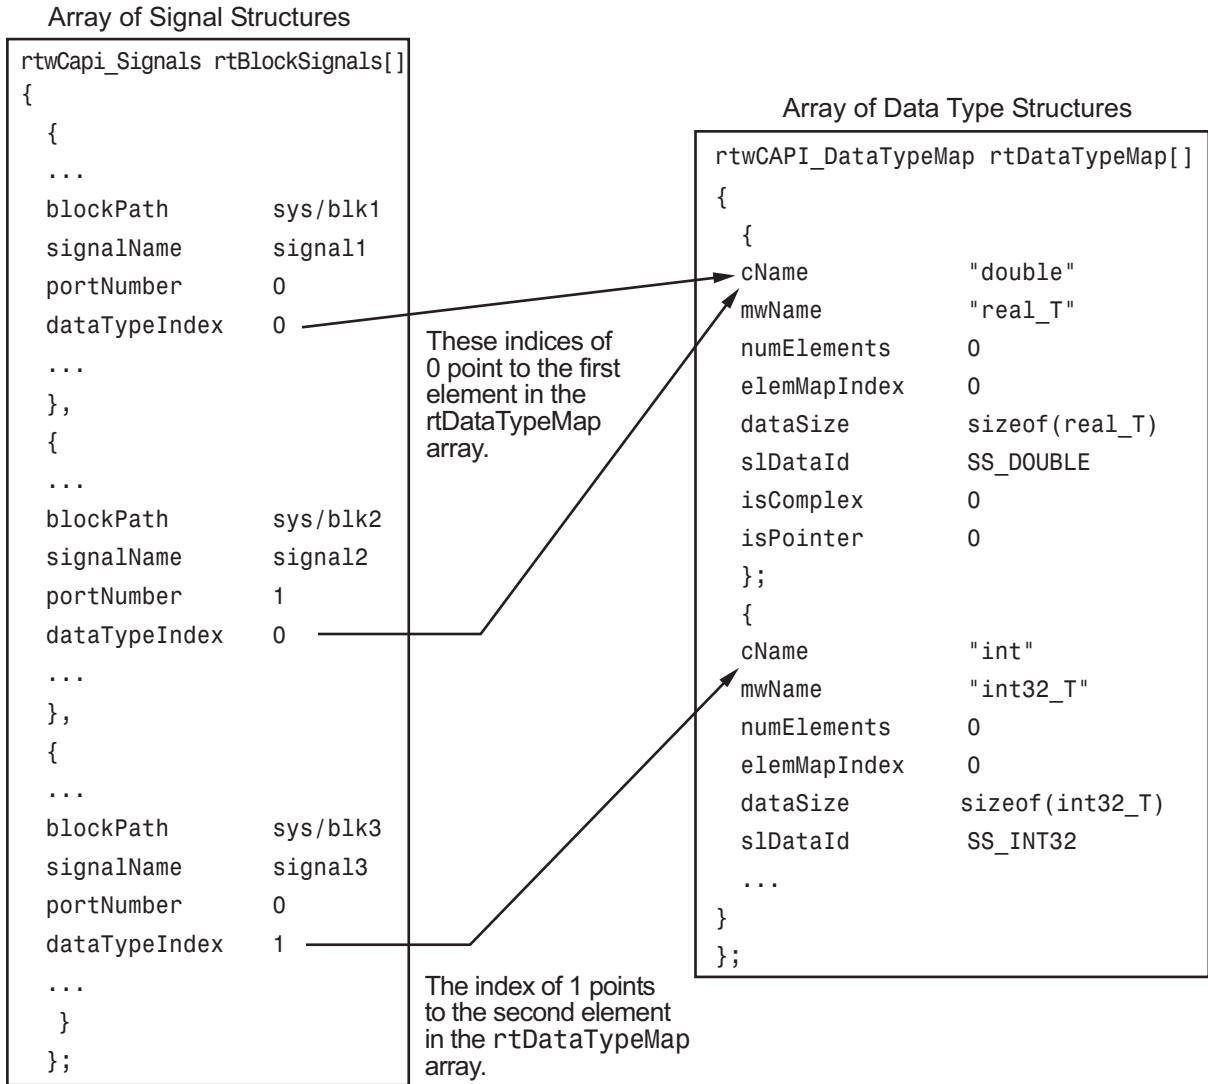 Array of Signal Structures
rtwCapi_Signals rtBlockSignals[]
{
{
...
blockPath sys/blk1
signalName signal1
portNumber 0
dataTypeIndex 0
...
},
{
...
blockPath sys/blk2
signalName signal2
portNumber 1
dataTypeIndex 0
...
},
{
...
blockPath sys/blk3
signalName signal3
portNumber 0
dataTypeIndex 1
...
}
};
These indices of
0 point to the first
element in the
rtDataTypeMap
array.
The index of 1 points
to the second element
in the rtDataTypeMap
array.
Array of Data Type Structures
rtwCAPI_DataTypeMap rtDataTypeMap[]
{
{
cName "double"
mwName "real_T"
numElements 0
elemMapIndex 0
dataSize sizeof(real_T)
slDataId SS_DOUBLE
isComplex 0
isPointer 0
};
{
cName "int"
mwName "int32_T"
numElements 0
elemMapIndex 0
dataSize sizeof(int32_T)
slDataId SS_INT32
...
}
};